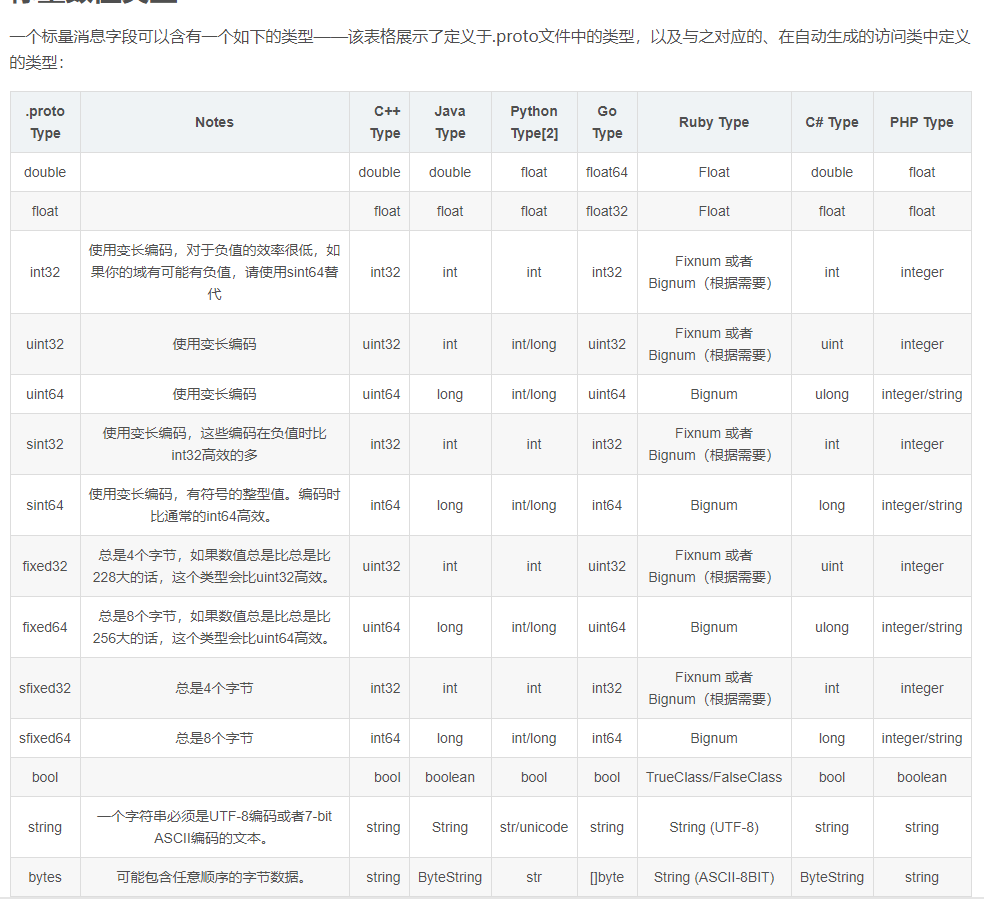 一个标量消息字段可以含有一个如下的类型——该表格展示了定义于.proto文件中的类型，以及与之对应的、在自动生成的访问类中定义
的类型：
.proto Type Notes C++ Type Java Type Python Type[2] Go Type Ruby Type C# Type PHP Type
double double double float float64 Float double float
float float float float float32 Float float float
int32 使用变长编码，对于负值的效率很低，如果你的域有可能有负值，请使用sint64替代 int32 int int int32 Fixnum 或者 Bignum（根据需要） int integer
uint32 使用变长编码 uint32 int int/long uint32 Fixnum 或者 Bignum（根据需要） uint integer
uint64 使用变长编码 uint64 long int/long uint64 Bignum ulong integer/string
sint32 使用变长编码，这些编码在负值时比int32高效的多 int32 int int int32 Fixnum 或者 Bignum（根据需要） int integer
sint64 使用变长编码，有符号的整型值。编码时比通常的int64高效。 int64 long int/long int64 Bignum long integer/string
fixed32 总是4个字节，如果数值总是比总是比228大的话，这个类型会比uint32高效。 uint32 int int uint32 Fixnum 或者 Bignum（根据需要） uint integer
fixed64 总是8个字节，如果数值总是比总是比256大的话，这个类型会比uint64高效。 uint64 long int/long uint64 Bignum ulong integer/string
sfixed32 总是4个字节 int32 int int int32 Fixnum 或者 Bignum（根据需要） int integer
sfixed64 总是8个字节 int64 long int/long int64 Bignum long integer/string
bool bool boolean bool bool TrueClass/FalseClass bool boolean
string 一个字符串必须是UTF-8编码或者7-bit ASCII编码的文本。 string String str/unicode string String (UTF-8) string string
bytes 可能包含任意顺序的字节数据。 string ByteString str []byte String (ASCII-8BIT) ByteString string